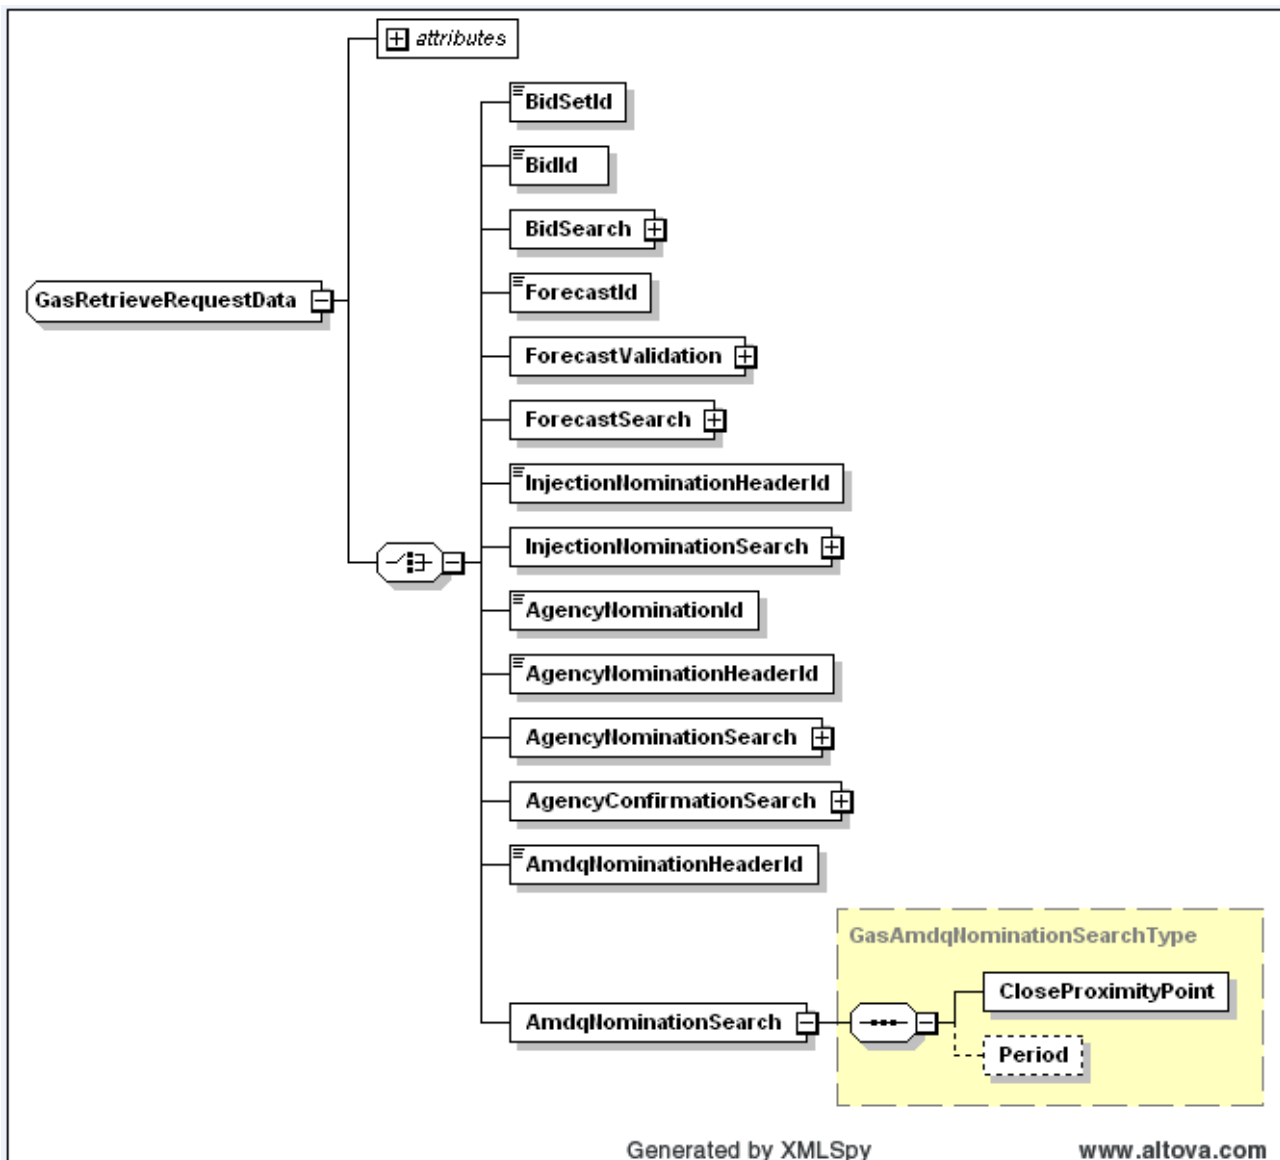 attributes
BidSetId
BidId
BidSearch
GasRetrieveRequestData
ForecastId
ForecastValidation
ForecastSearch
InjectionNominationHeaderId
InjectionNominationSearch
AgencyNominationId
AgencyNominationHeaderId
AgencyNominationSearch
AgencyConfirmationSearch
AmdqNominationHeaderId
GasAmdqNominationSearchType
CloseProximityPoint
AmdqNominationSearch
Period
Generated by XMLSpy www.altova.com